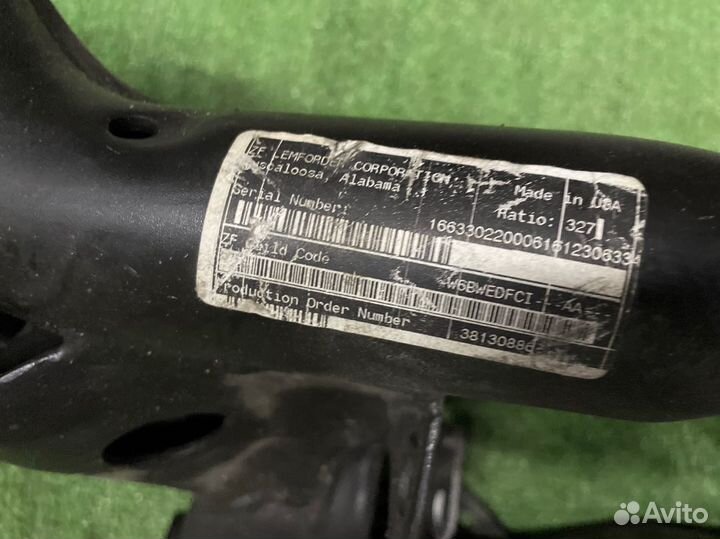 ZF LEMFORDER CORPORATION
Tuscaloosa, Alabama
Made in USA
Serial Number:
Ratio: 327
1663302200061612306334
ZF Build Code
W6BWEDFCI AA
Production Order Number
38130886
Avito